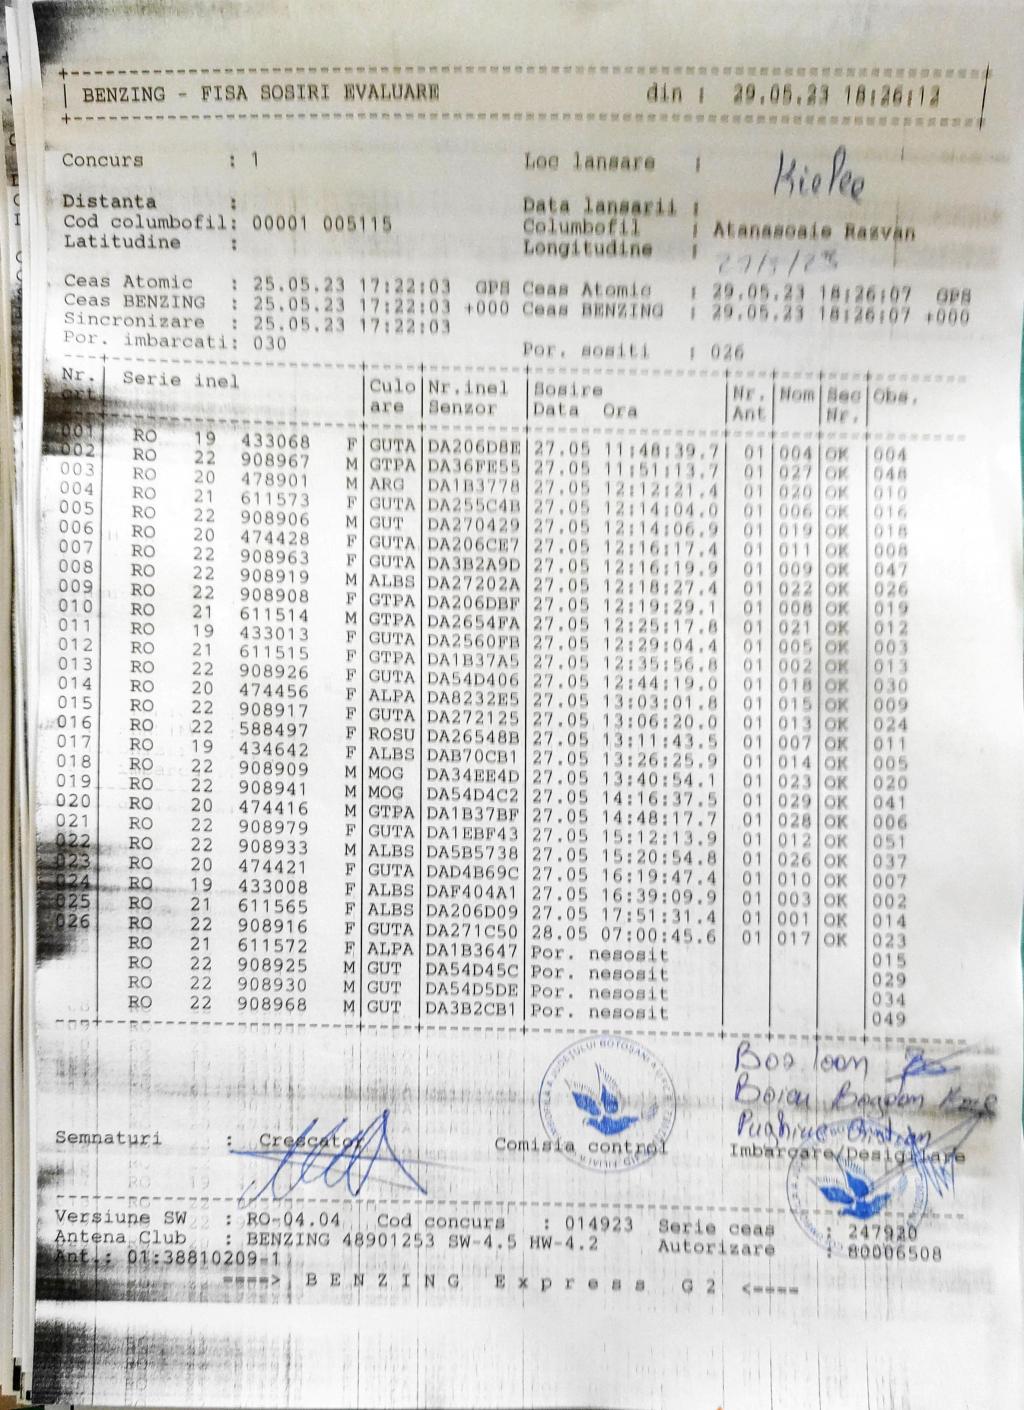 BENZING - FISA SOSIRI EVALUARE din : 29.05.23 18:26:12
Concurs : 1 Loc lansare : Kielce
Distanta : Data lansarii :
Cod columbofil: 00001 005115 Columbofil : Atanasoaie Razvan
Latitudine : Longitudine : 27/5/23
Ceas Atomic : 25.05.23 17:22:03 GPS Ceas Atomic : 29.05.23 18:26:07 GPS
Ceas BENZING : 25.05.23 17:22:03 +000 Ceas BENZING : 29.05.23 18:26:07 +000
Sincronizare : 25.05.23 17:22:03
Por. imbarcati: 030 Por. sositi : 026
Nr. Serie inel Culo Nr.inel Sosire Nr. Nom Sec Obs.
crt. are Senzor Data Ora Ant Nr.
001 RO 19 433068 F GUTA DA206D8E 27.05 11:48:39.7 01 004 OK 004
002 RO 22 908967 M GTPA DA36FE55 27.05 11:51:13.7 01 027 OK 048
003 RO 20 478901 M ARG DA1B3778 27.05 12:12:21.4 01 020 OK 010
004 RO 21 611573 F GUTA DA255C4B 27.05 12:14:04.0 01 006 OK 016
005 RO 22 908906 M GUT DA270429 27.05 12:14:06.9 01 019 OK 018
006 RO 20 474428 F GUTA DA206CE7 27.05 12:16:17.4 01 011 OK 008
007 RO 22 908963 F GUTA DA3B2A9D 27.05 12:16:19.9 01 009 OK 047
008 RO 22 908919 M ALBS DA27202A 27.05 12:18:27.4 01 022 OK 026
009 RO 22 908908 F GTPA DA206DBF 27.05 12:19:29.1 01 008 OK 019
010 RO 21 611514 M GTPA DA2654FA 27.05 12:25:17.8 01 021 OK 012
011 RO 19 433013 F GUTA DA2560FB 27.05 12:29:04.4 01 005 OK 003
012 RO 21 611515 F GTPA DA1B37A5 27.05 12:35:56.8 01 002 OK 013
013 RO 22 908926 F GUTA DA54D406 27.05 12:44:19.0 01 018 OK 030
014 RO 20 474456 F ALPA DA8232E5 27.05 13:03:01.8 01 015 OK 009
015 RO 22 908917 F GUTA DA272125 27.05 13:06:20.0 01 013 OK 024
016 RO 22 588497 F ROSU DA26548B 27.05 13:11:43.5 01 007 OK 011
017 RO 19 434642 F ALBS DAB70CB1 27.05 13:26:25.9 01 014 OK 005
018 RO 22 908909 M MOG DA34EE4D 27.05 13:40:54.1 01 023 OK 020
019 RO 22 908941 M MOG DA54D4C2 27.05 14:16:37.5 01 029 OK 041
020 RO 20 474416 M GTPA DA1B37BF 27.05 14:48:17.7 01 028 OK 006
021 RO 22 908979 F GUTA DA1EBF43 27.05 15:12:13.9 01 012 OK 051
022 RO 22 908933 M ALBS DA5B5738 27.05 15:20:54.8 01 026 OK 037
023 RO 20 474421 F GUTA DAD4B69C 27.05 16:19:47.4 01 010 OK 007
024 RO 19 433008 F ALBS DAF404A1 27.05 16:39:09.9 01 003 OK 002
025 RO 21 611565 F ALBS DA206D09 27.05 17:51:31.4 01 001 OK 014
026 RO 22 908916 F GUTA DA271C50 28.05 07:00:45.6 01 017 OK 023
RO 21 611572 F ALPA DA1B3647 Por. nesosit 015
RO 22 908925 M GUT DA54D45C Por. nesosit 029
RO 22 908930 M GUT DA54D5DE Por. nesosit 034
RO 22 908968 M GUT DA3B2CB1 Por. nesosit 049
Bogdan
Semnaturi : Crescator Comisia control Imbarcare/Desigilare
Versiune SW : RO-04.04 Cod concurs : 014923 Serie ceas : 247920
Antena Club : BENZING 48901253 SW-4.5 HW-4.2 Autorizare : 80006508
Ant.: 01:38810209-1
====> B E N Z I N G E x p r e s s G 2 <====